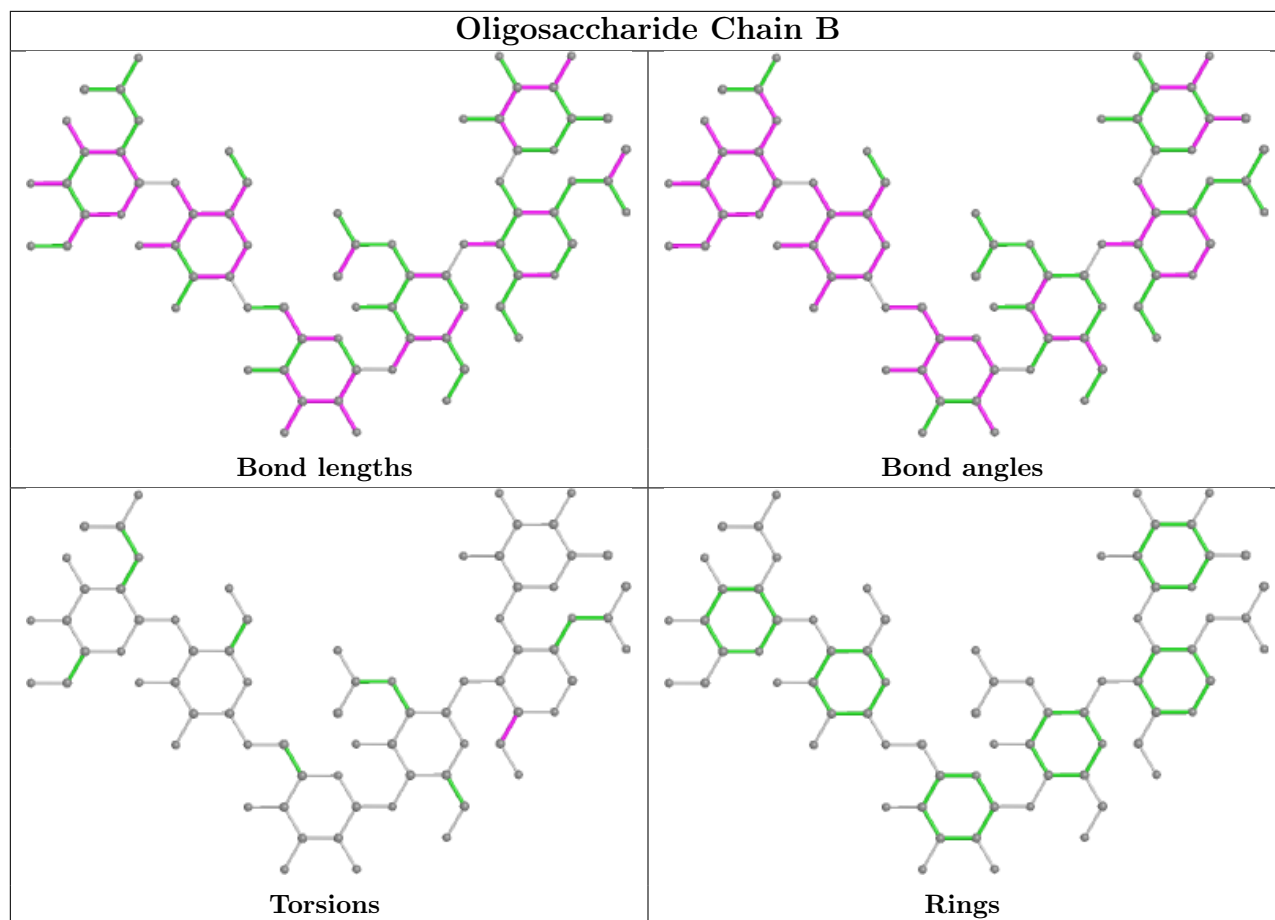 Oligosaccharide Chain B
Bond lengths
Bond angles
Torsions
Rings